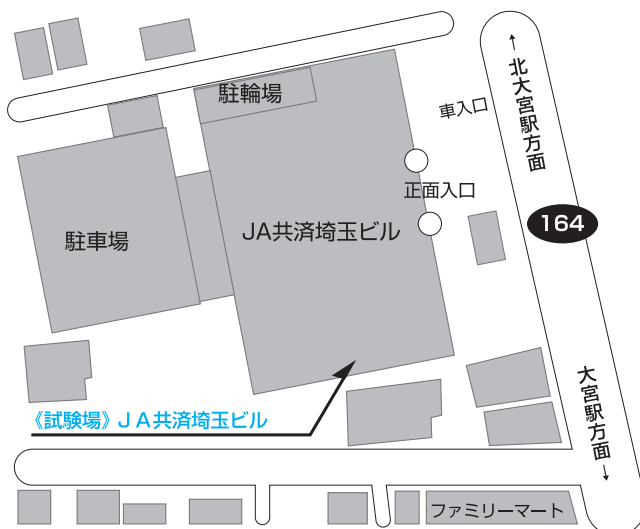 ↑北大宮駅方面
駐輪場
車入口
正面入口
164
JA共済埼玉ビル
駐車場
大宮駅方面↓
《試験場》JA共済埼玉ビル
ファミリーマート